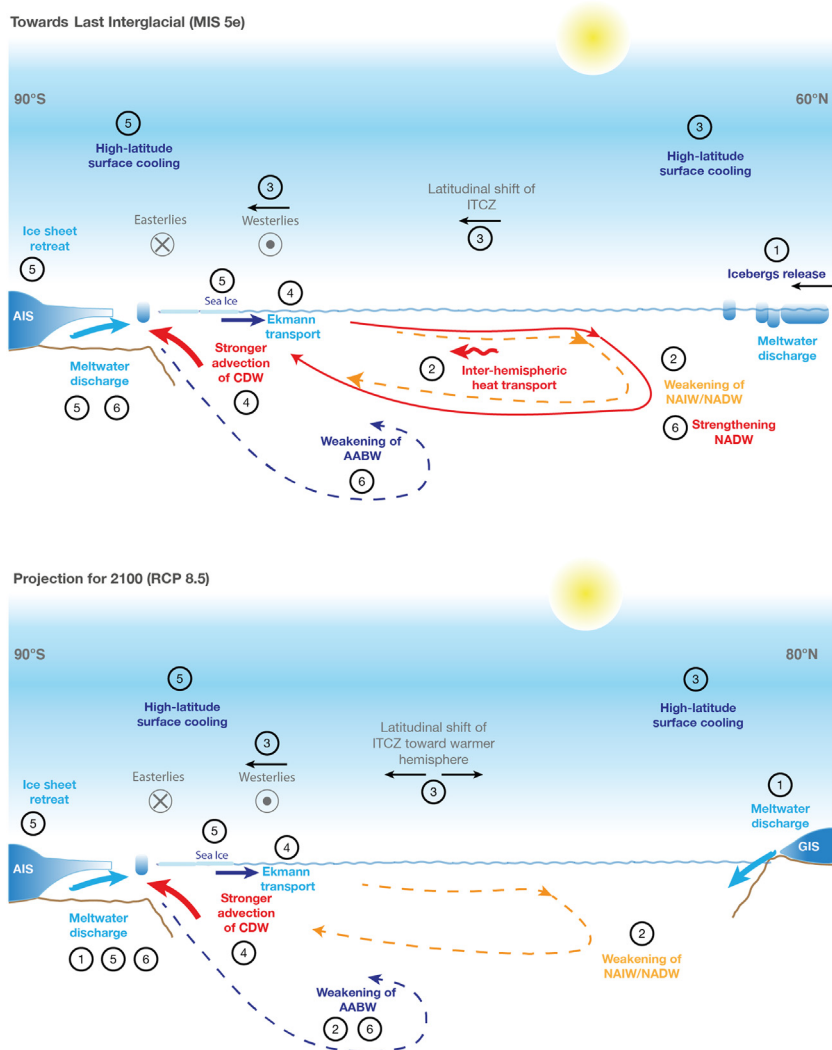 Towards Last Interglacial (MIS 5e)
90°S
60°N
5
High-latitude
surface cooling
3
High-latitude
surface cooling
3
Latitudinal shift of
ITCZ
3
Easterlies
Westerlies
Ice sheet
retreat
5
1
Icebergs release
AIS
5
Sea Ice
4
Ekmann
transport
Meltwater
discharge
Stronger
advection
of CDW
4
Meltwater
discharge
5 6
2
Inter-hemispheric
heat transport
2
Weakening of
NAIW/NADW
6 Strengthening
NADW
Weakening of
AABW
6
Projection for 2100 (RCP 8.5)
90°S
80°N
5
High-latitude
surface cooling
3
High-latitude
surface cooling
3
Latitudinal shift of
ITCZ toward warmer
hemisphere
3
Easterlies
Westerlies
Ice sheet
retreat
5
1
Meltwater
discharge
GIS
AIS
5
Sea Ice
4
Ekmann
transport
Stronger
advection
of CDW
4
Meltwater
discharge
1 5 6
2
Weakening of
NAIW/NADW
Weakening of
AABW
2 6